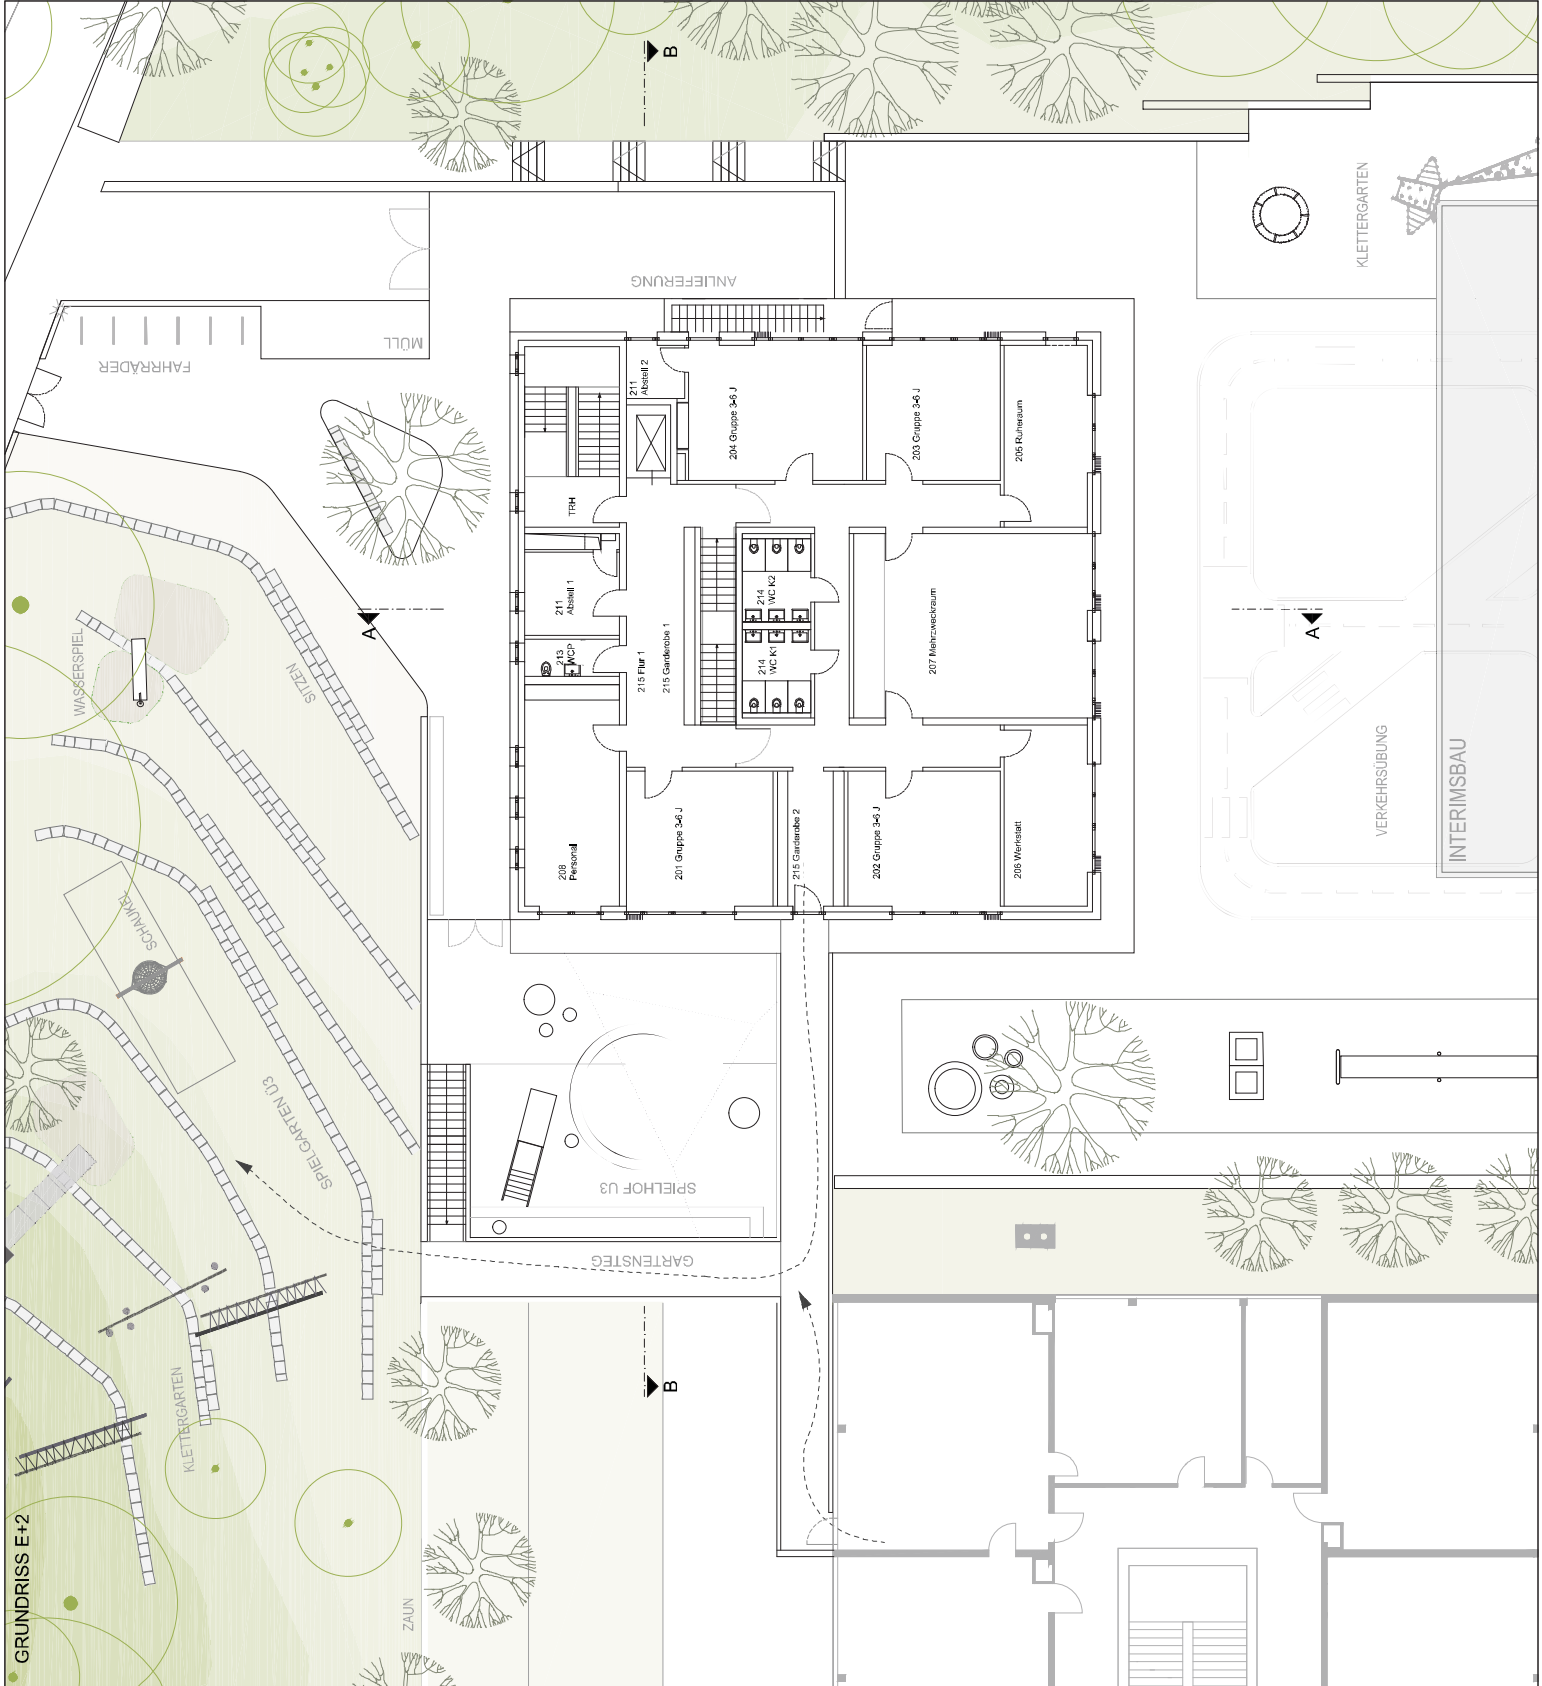 GRUNDRISS E+2
B
ANLIEFERUNG
MÜLL
FAHRRÄDER
KLETTERGARTEN
211
Abstell 2
204 Gruppe 3-6 J
203 Gruppe 3-6 J
205 Ruheraum
TRH
211
Abstell 1
213
WCP
215 Flur 1
215 Garderobe 1
214
WC K2
214
WC K1
207 Mehrzweckraum
208
Personal
201 Gruppe 3-6 J
215 Garderobe 2
202 Gruppe 3-6 J
206 Werkstatt
A
A
WASSERSPIEL
SITZEN
SCHAUKEL
SPIELGARTEN Ü3
SPIELHOF U3
GARTENSTEG
VERKEHRSÜBUNG
INTERIMSBAU
B
KLETTERGARTEN
ZAUN